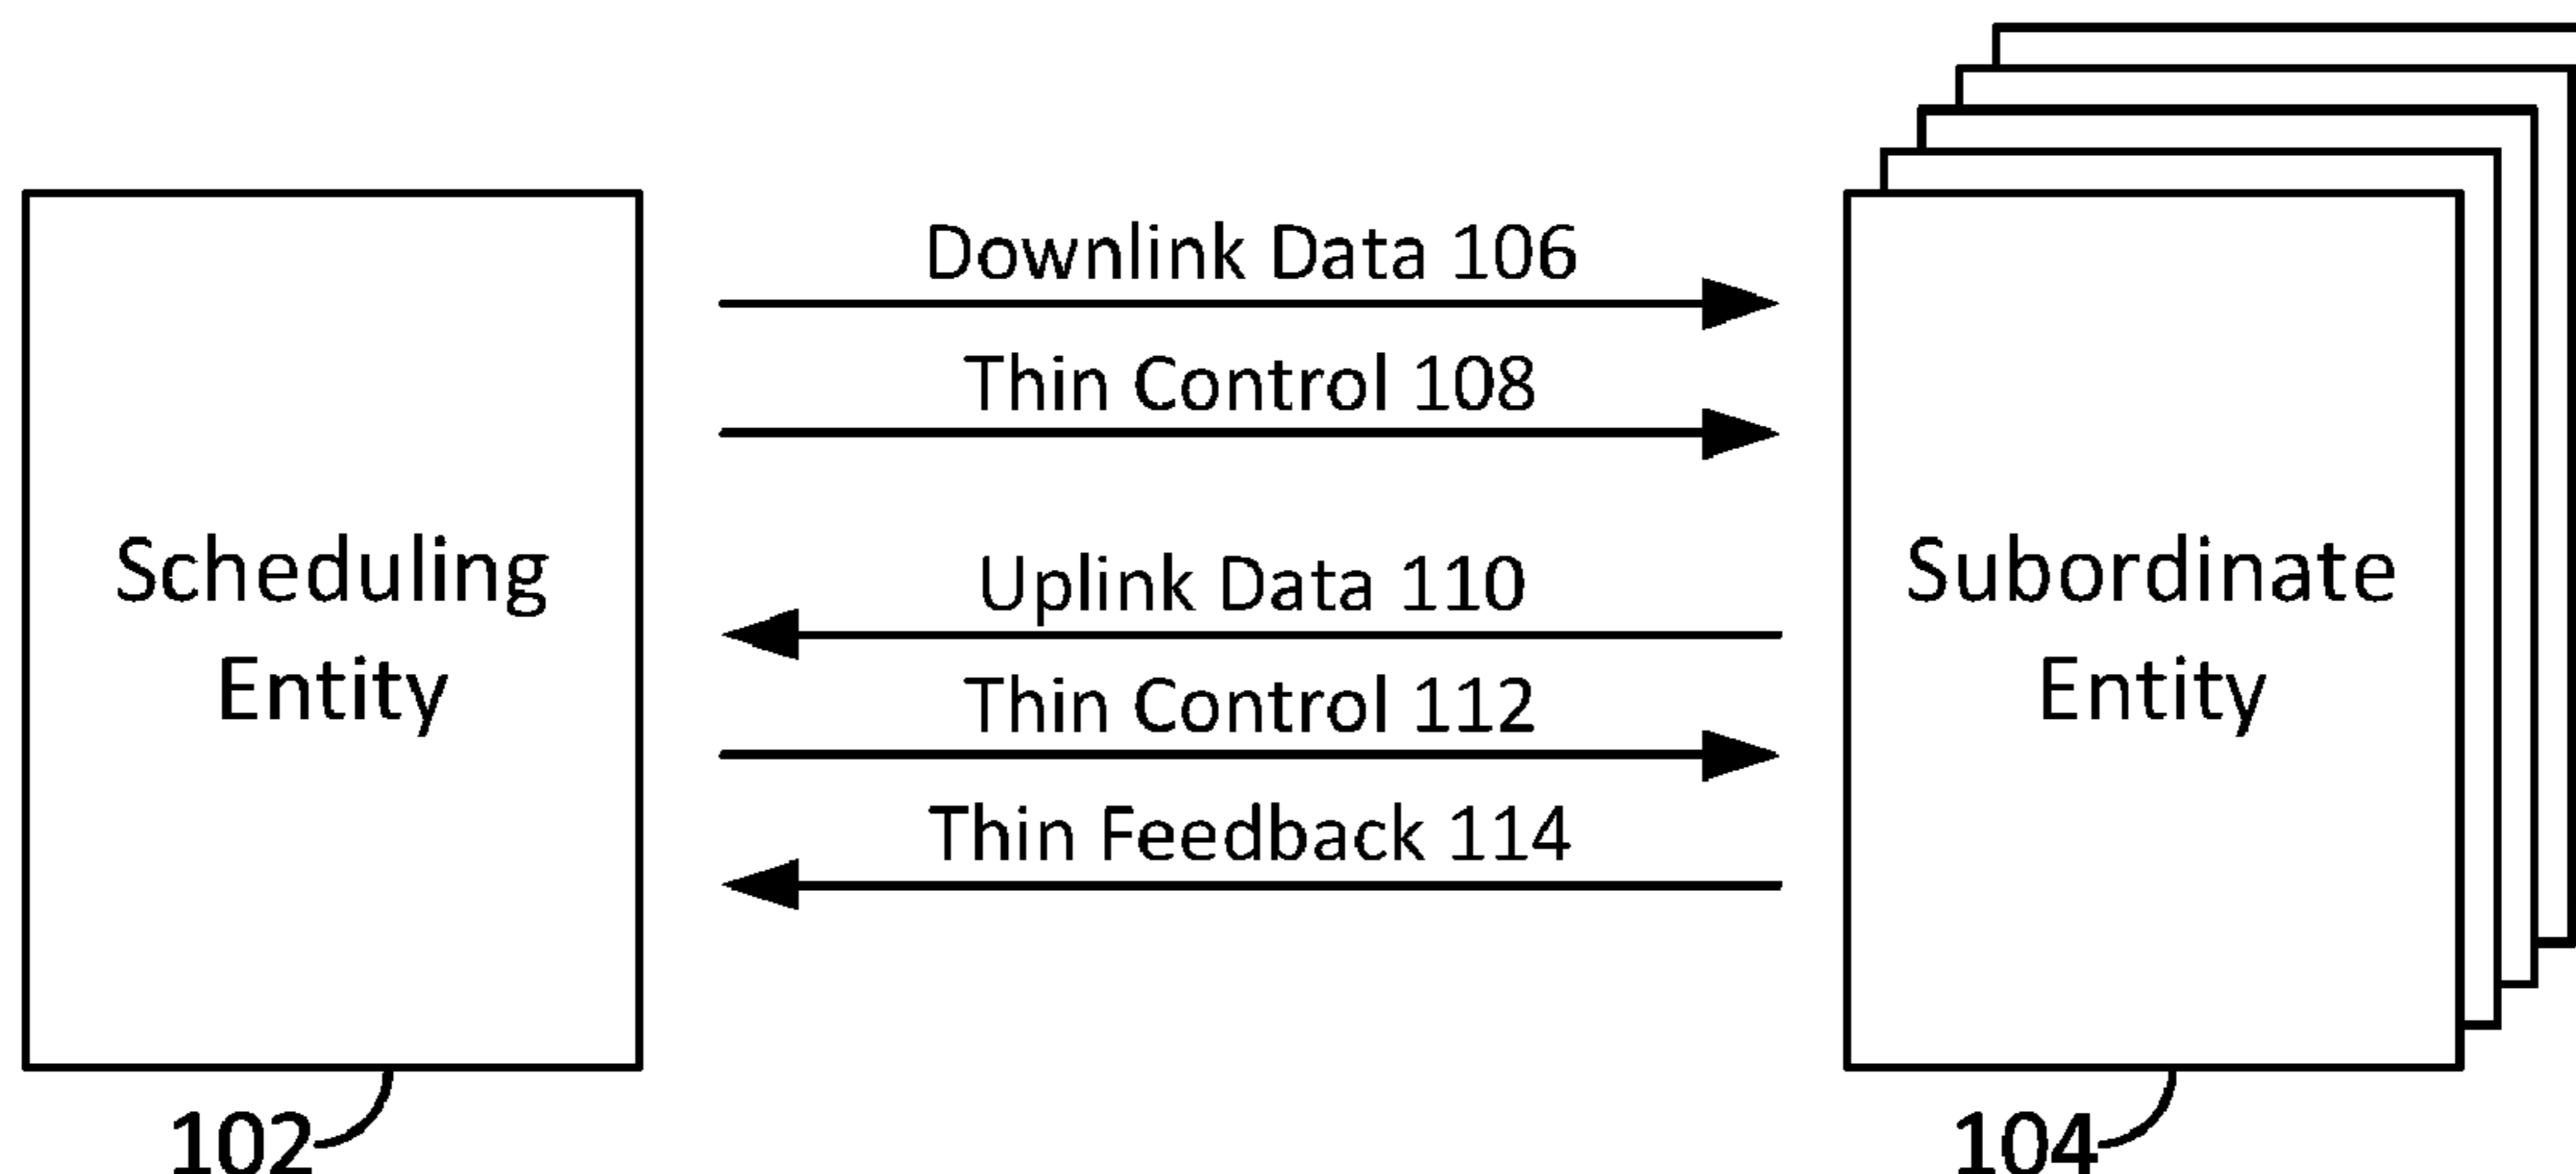 Downlink Data 106
Thin Control 108
Scheduling
Entity
Uplink Data 110
Thin Control 112
Thin Feedback 114
Subordinate
Entity
102
104